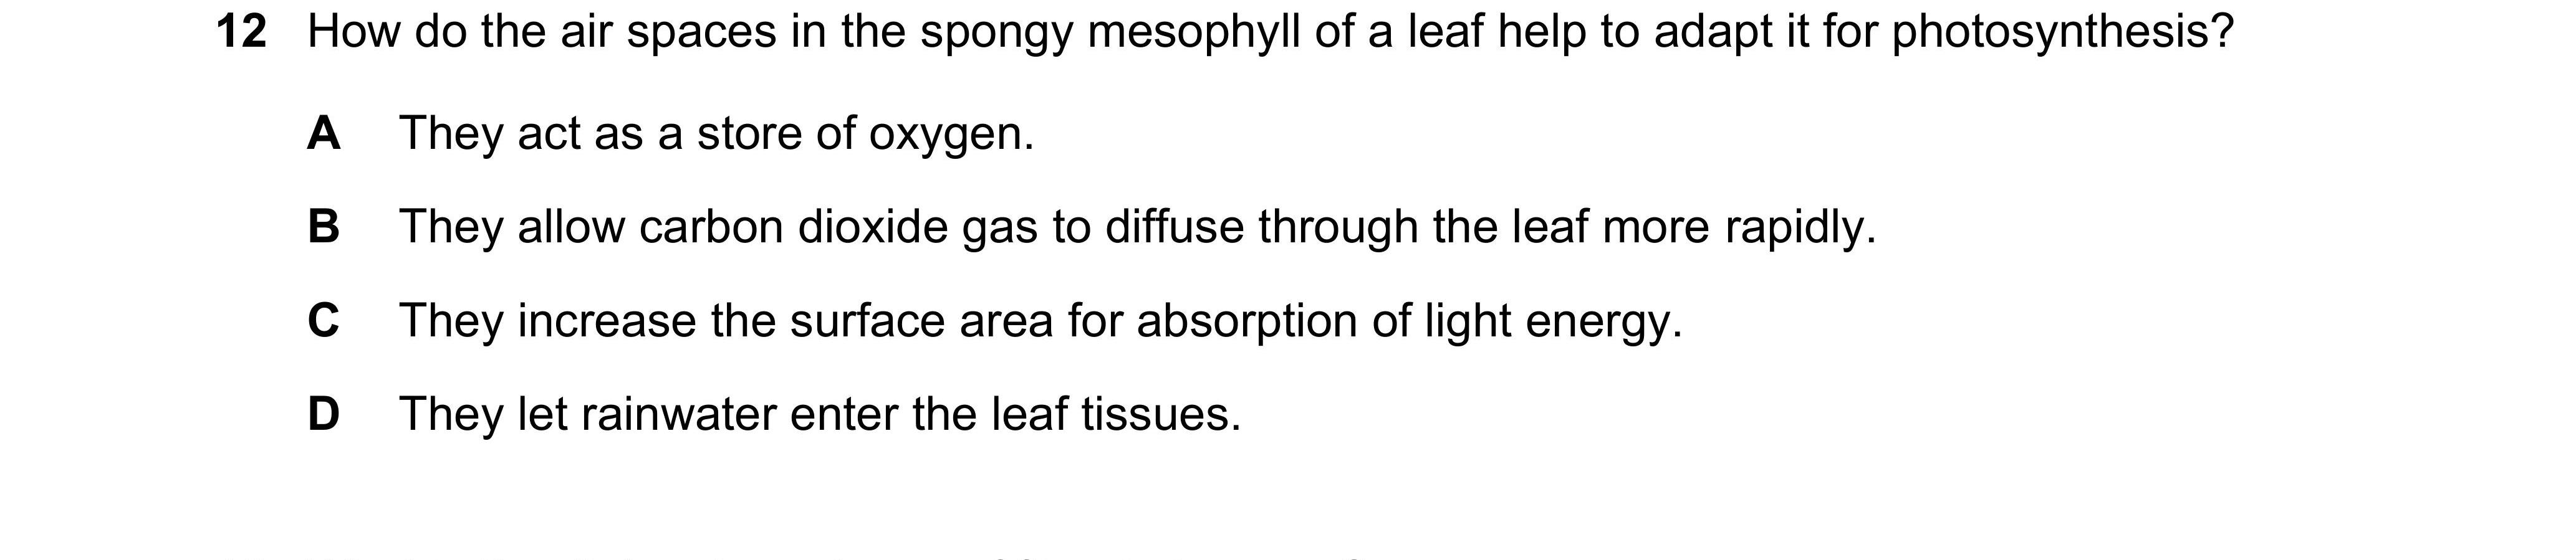 12 How do the air spaces in the spongy mesophyll of a leaf help to adapt it for photosynthesis?
A They act as a store of oxygen.
B They allow carbon dioxide gas to diffuse through the leaf more rapidly.
C They increase the surface area for absorption of light energy.
D They let rainwater enter the leaf tissues.